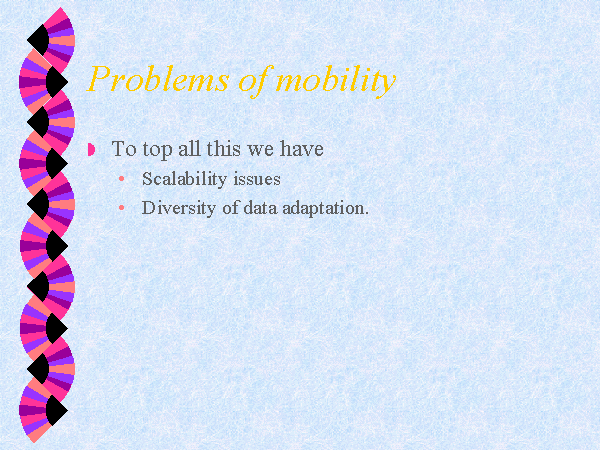 Problems of mobility
To top all this we have
• Scalability issues
• Diversity of data adaptation.